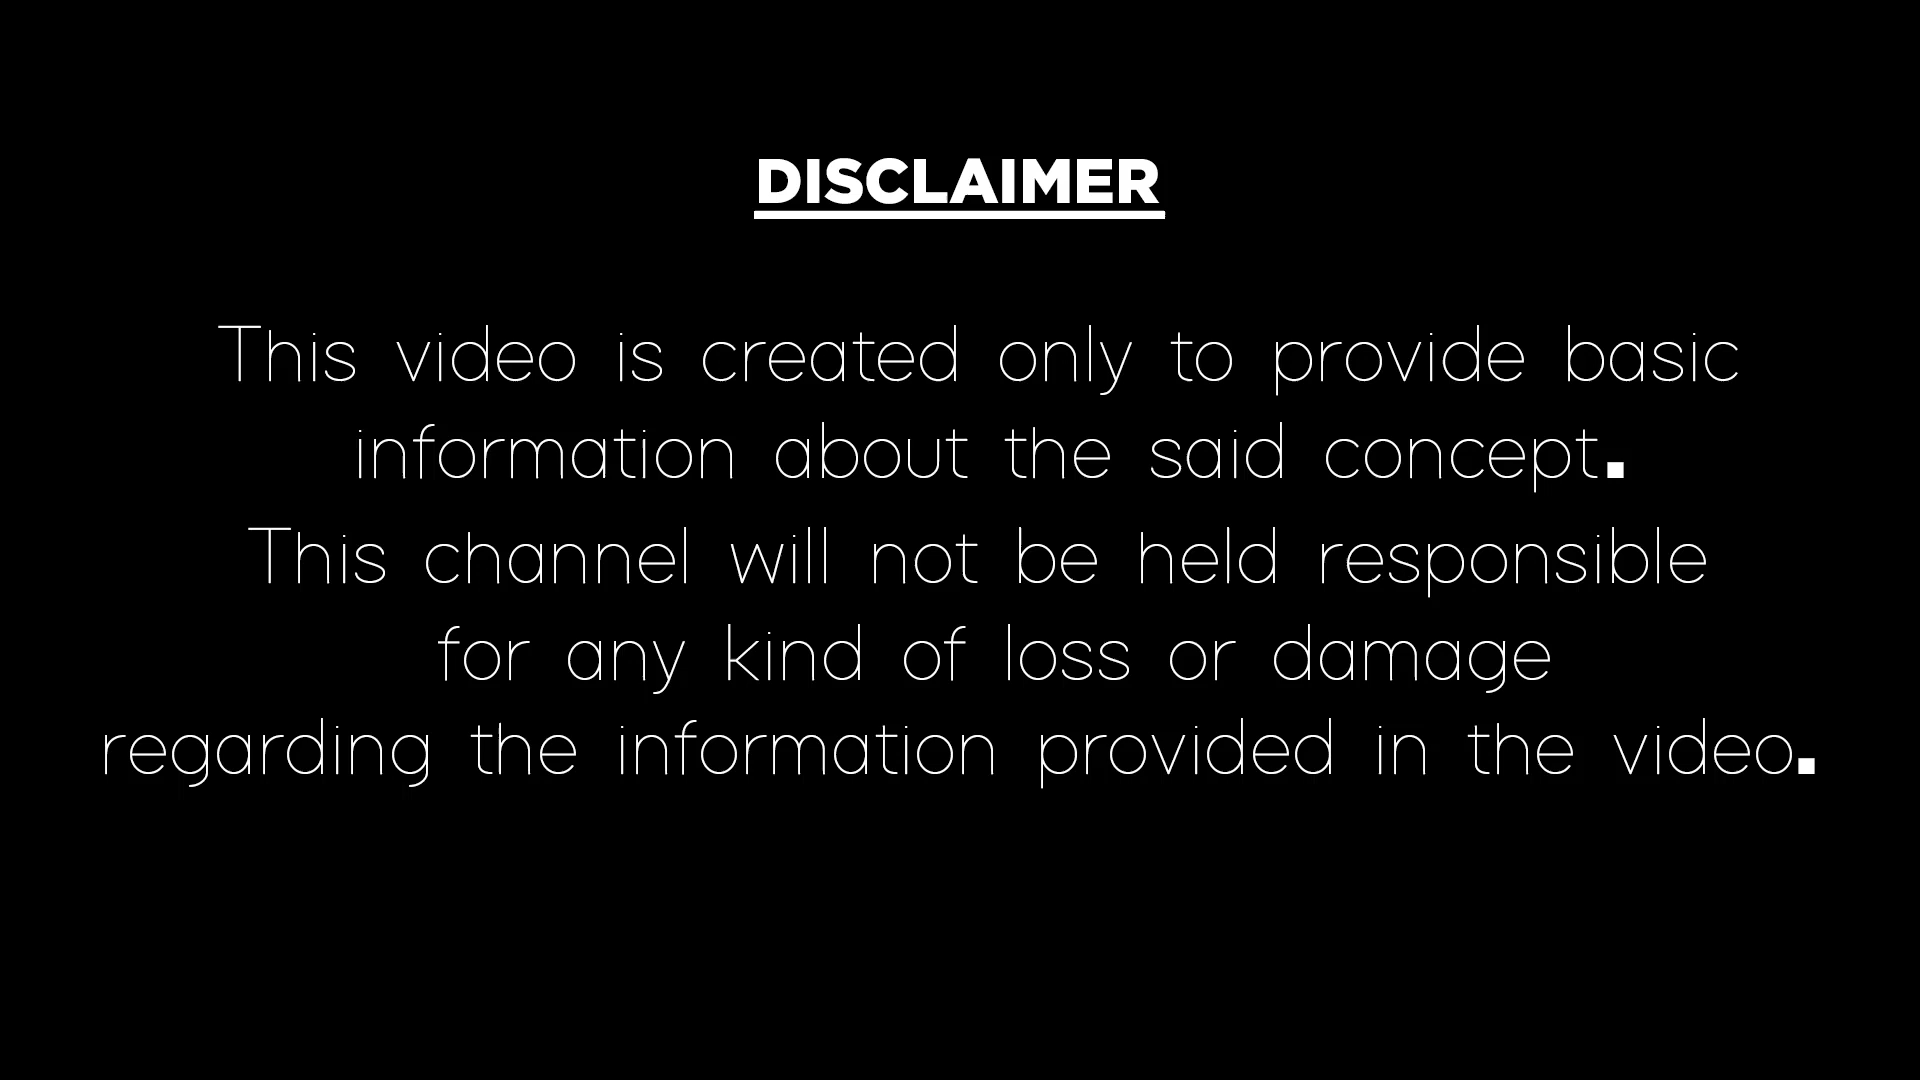 DISCLAIMER
This video is created only to provide basic
information about the said concept.
This channel will not be held responsible
for any kind of loss or damage
regarding the information provided in the video.